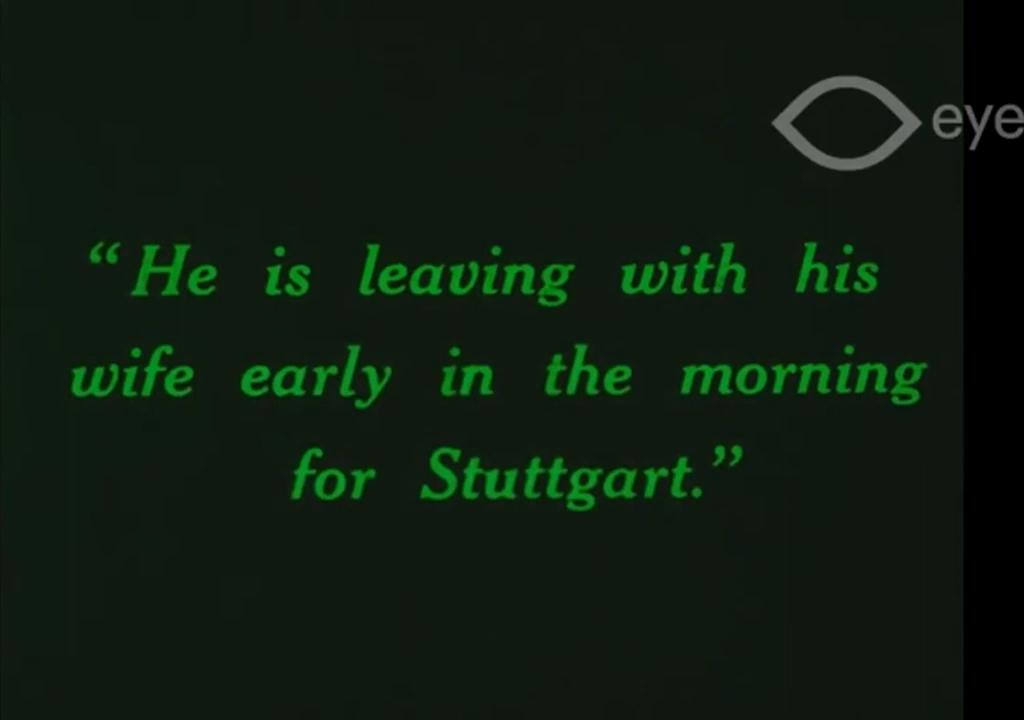 eye
“He is leaving with his
wife early in the morning
for Stuttgart.”